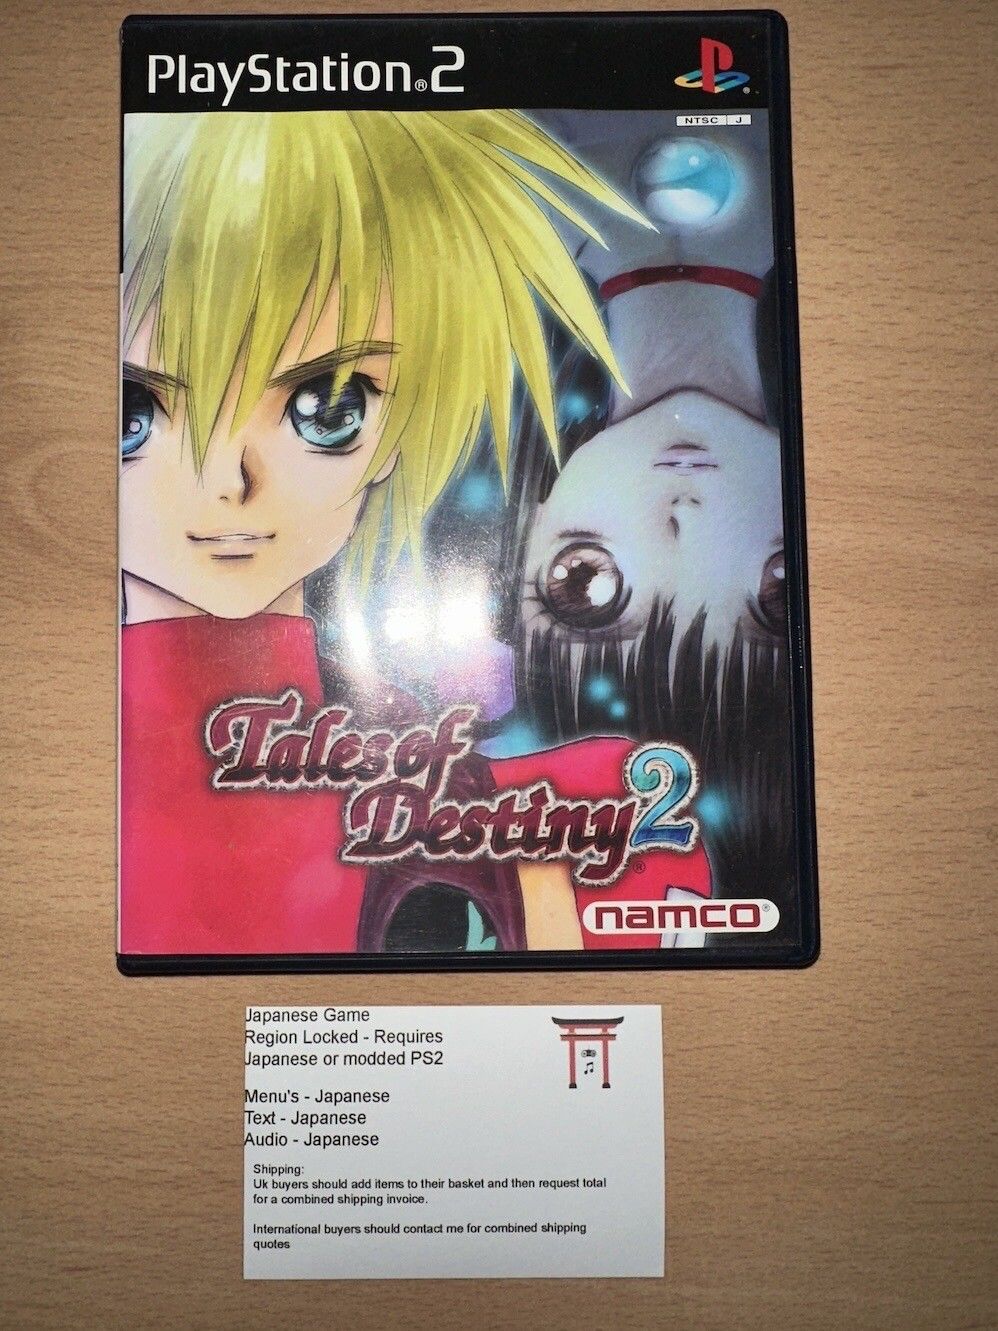 PlayStation®2
NTSC J
Tales of
Destiny 2
®
namco®
Japanese Game
Region Locked - Requires
Japanese or modded PS2
Menu's - Japanese
Text - Japanese
Audio - Japanese
Shipping:
Uk buyers should add items to their basket and then request total
for a combined shipping invoice.
International buyers should contact me for combined shipping
quotes